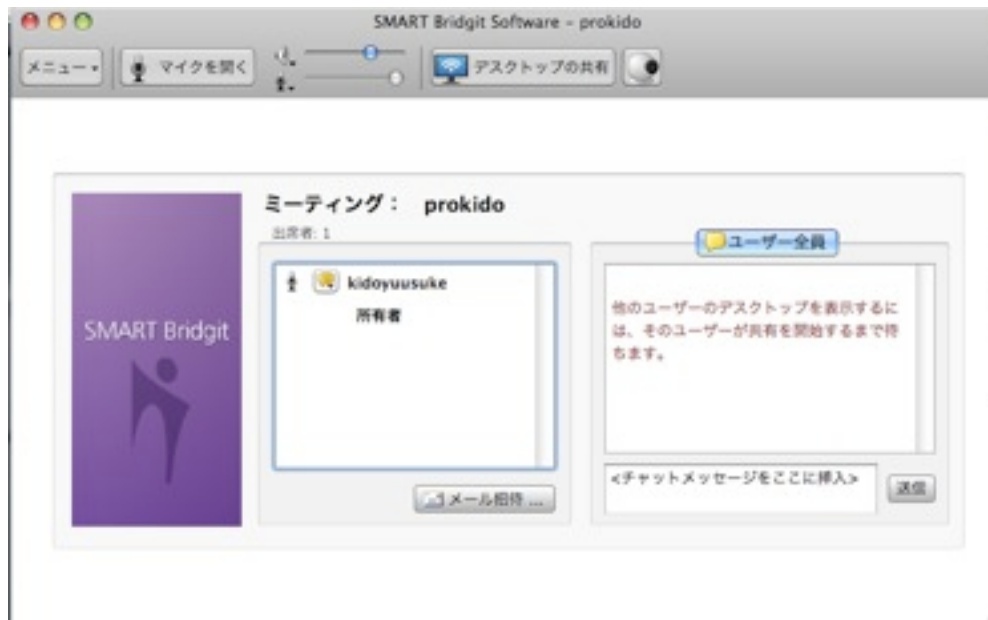 SMART Bridgit Software – prokido
メニュー
マイクを開く
デスクトップの共有
SMART Bridgit
ミーティング： prokido
出席者: 1
kidoyuusuke
所有者
メール招待 ...
ユーザー全員
他のユーザーのデスクトップを表示するに
は、そのユーザーが共有を開始するまで待
ちます。
<チャットメッセージをここに挿入>
送信